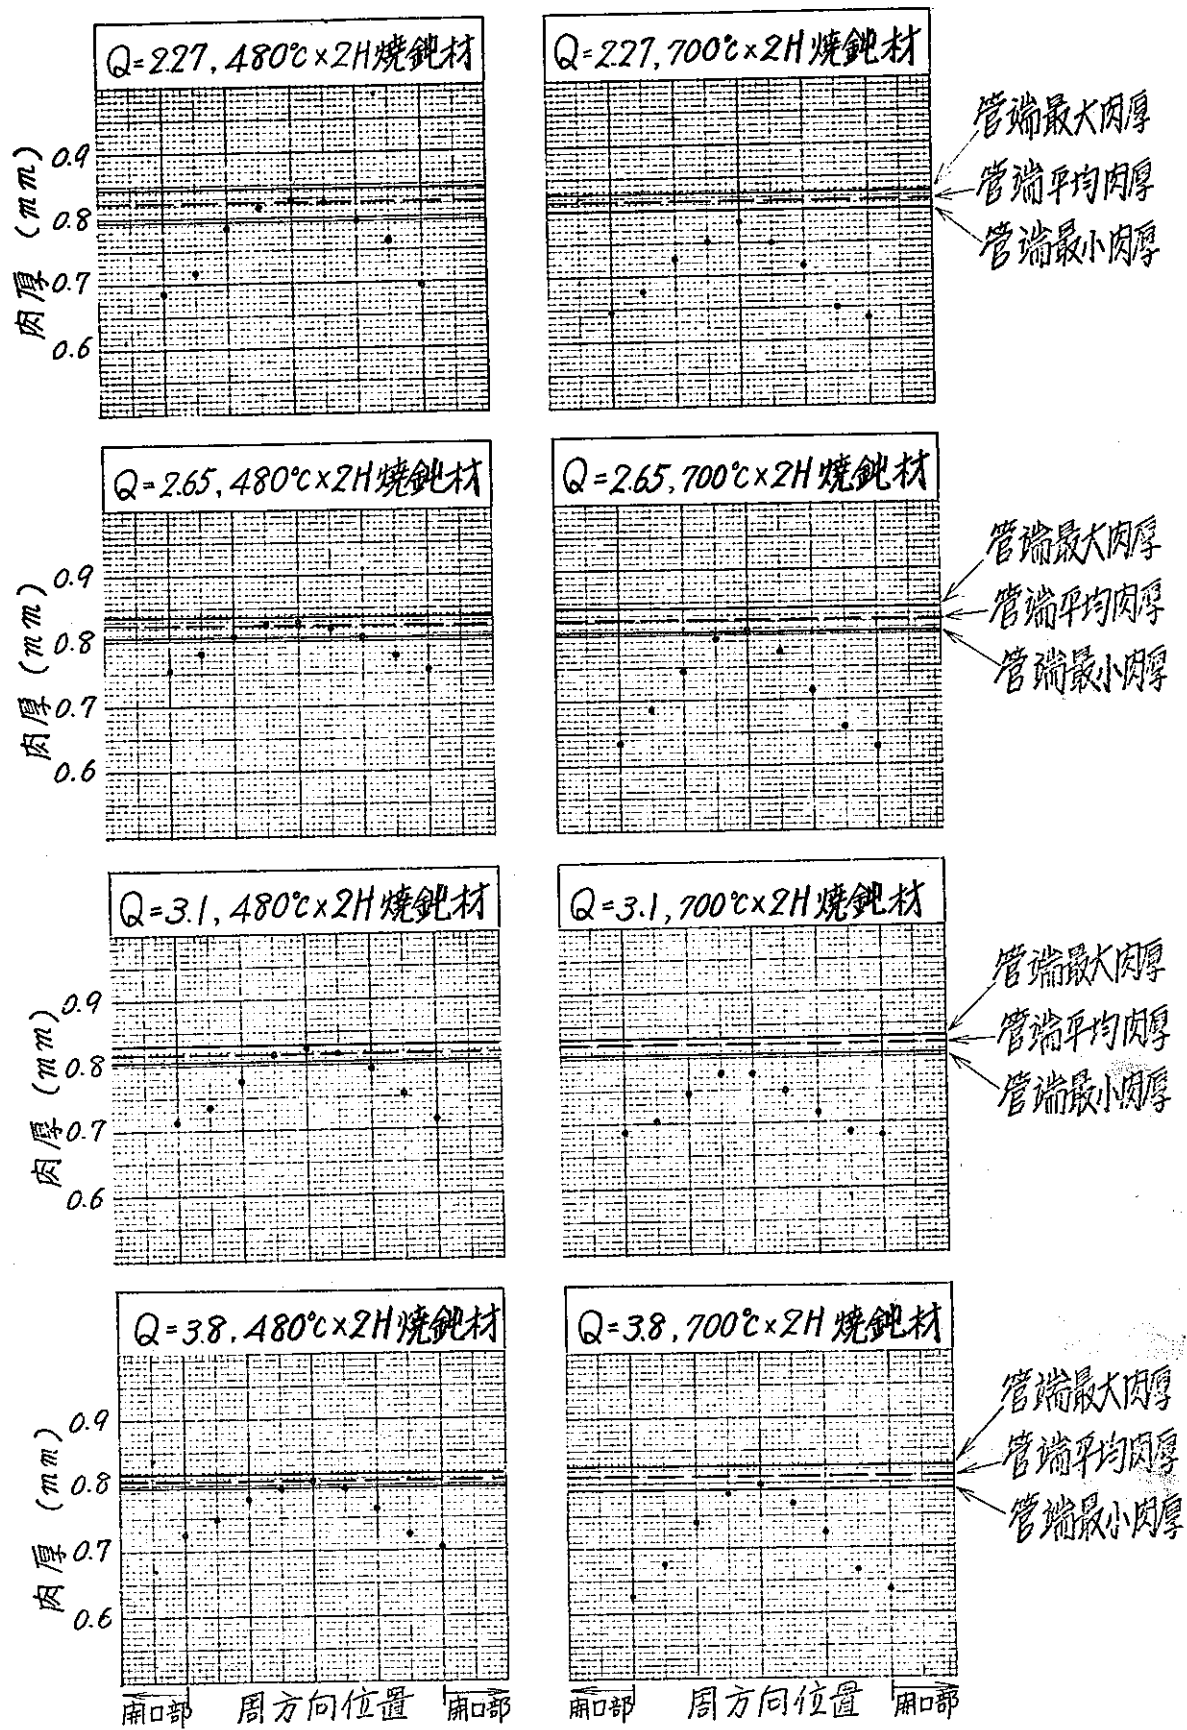 Q=2.27, 480℃×2H焼鈍材
Q=2.27, 700℃×2H焼鈍材
管端最大肉厚
管端平均肉厚
管端最小肉厚
肉厚 (mm)
0.9
0.8
0.7
0.6
Q=2.65, 480℃×2H焼鈍材
Q=2.65, 700℃×2H焼鈍材
管端最大肉厚
管端平均肉厚
管端最小肉厚
肉厚 (mm)
0.9
0.8
0.7
0.6
Q=3.1, 480℃×2H焼鈍材
Q=3.1, 700℃×2H焼鈍材
管端最大肉厚
管端平均肉厚
管端最小肉厚
肉厚 (mm)
0.9
0.8
0.7
0.6
Q=3.8, 480℃×2H焼鈍材
Q=3.8, 700℃×2H焼鈍材
管端最大肉厚
管端平均肉厚
管端最小肉厚
肉厚 (mm)
0.9
0.8
0.7
0.6
開口部 周方向位置 開口部
開口部 周方向位置 開口部